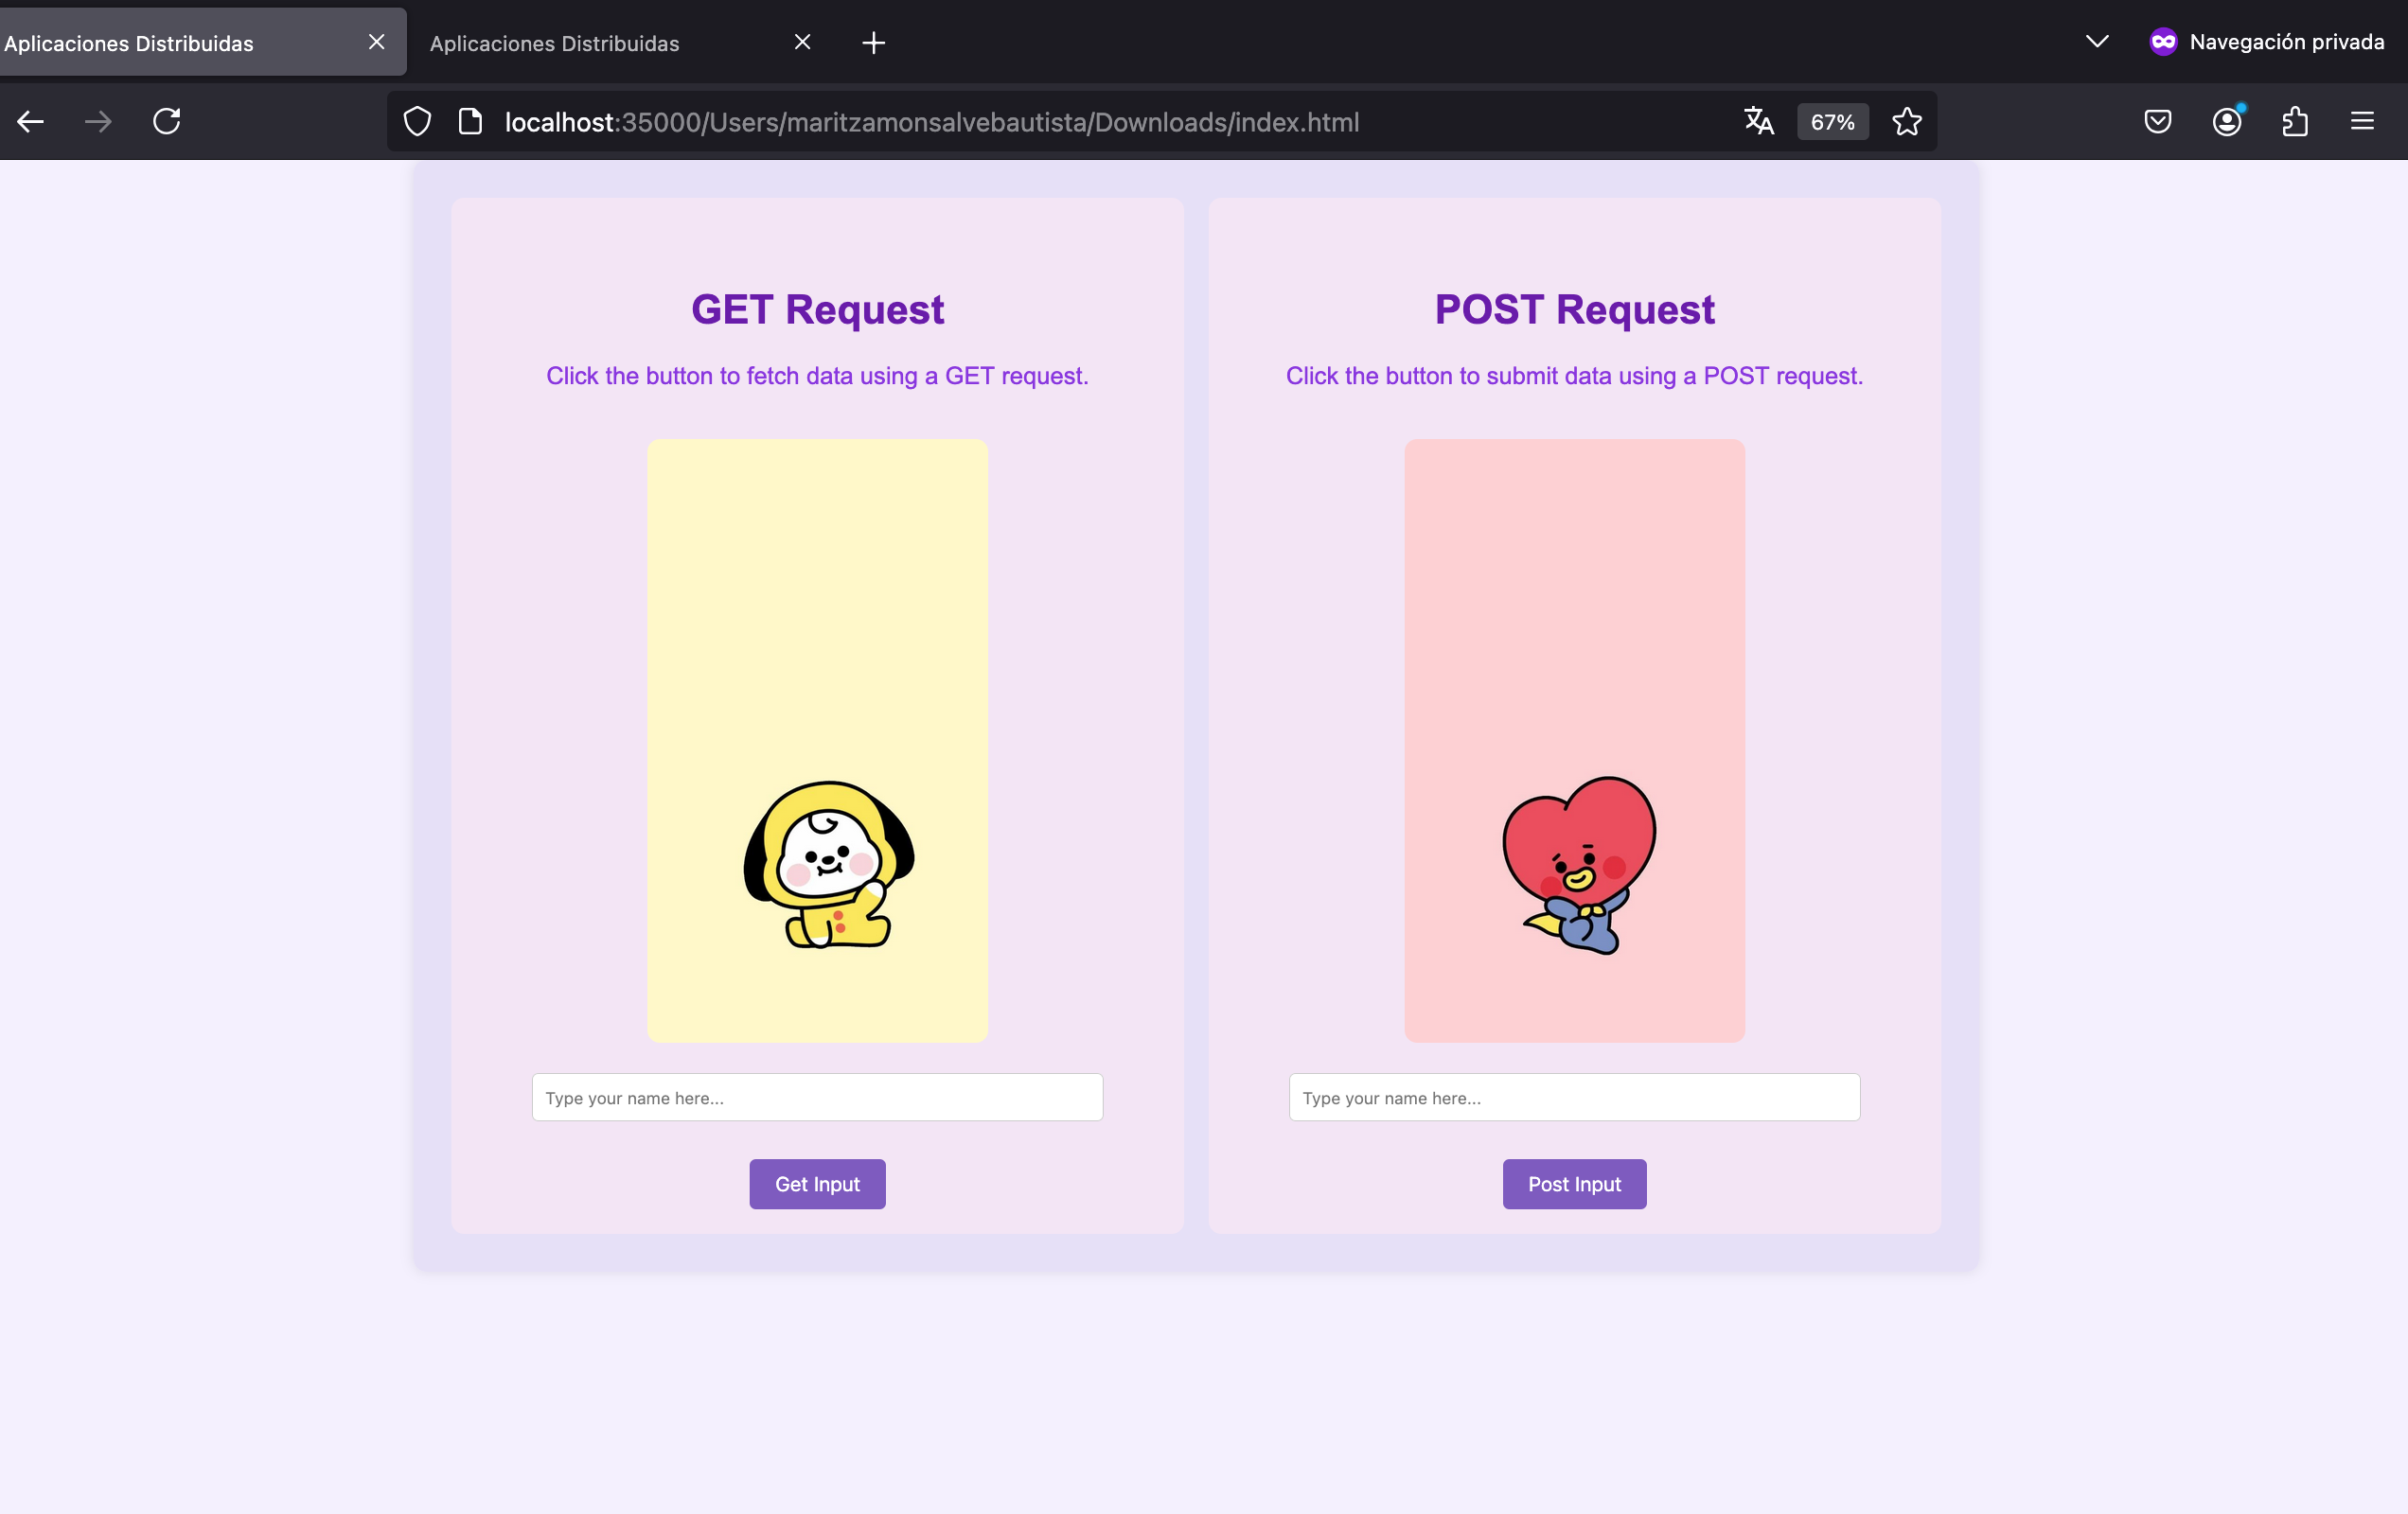 Aplicaciones Distribuidas
Aplicaciones Distribuidas
Navegación privada
localhost:35000/Users/maritzamonsalvebautista/Downloads/index.html
67%
GET Request
Click the button to fetch data using a GET request.
Type your name here...
Get Input
POST Request
Click the button to submit data using a POST request.
Type your name here...
Post Input